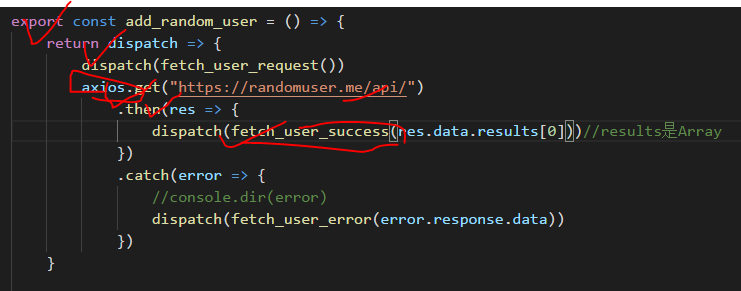 export const add_random_user = () => {
return dispatch => {
dispatch(fetch_user_request())
axios.get("https://randomuser.me/api/")
.then(res => {
dispatch(fetch_user_success(res.data.results[0]))//results是Array
})
.catch(error => {
//console.dir(error)
dispatch(fetch_user_error(error.response.data))
})
}